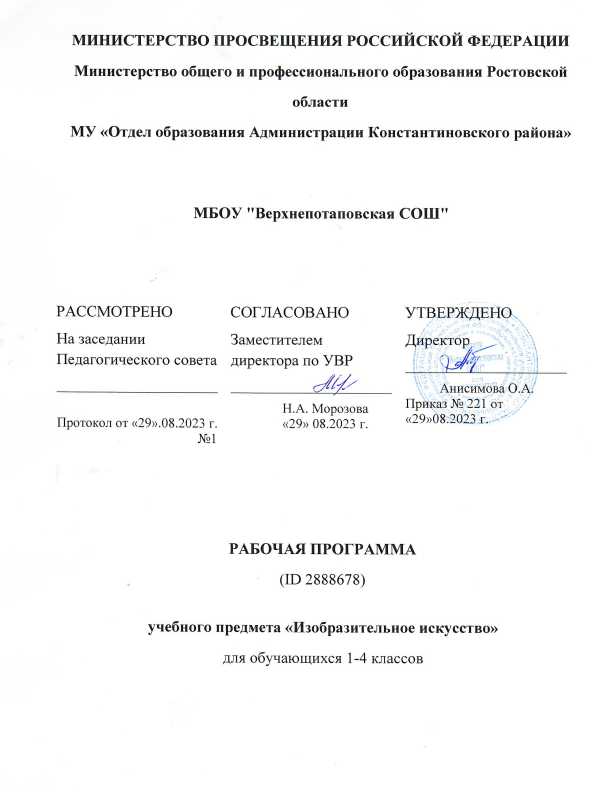 МИНИСТЕРСТВО ПРОСВЕЩЕНИЯ РОССИЙСКОЙ ФЕДЕРАЦИИ
Министерство общего и профессионального образования Ростовской
области
МУ «Отдел образования Администрации Константиновского района»
МБОУ "Верхнепотаповская СОШ"
РАССМОТРЕНО
На заседании
Педагогического совета
Протокол от «29».08.2023 г.
№1
СОГЛАСОВАНО
Заместителем
директора по УВР
Н.А. Морозова
«29» 08.2023 г.
УТВЕРЖДЕНО
Директор
Анисимова О.А.
Приказ № 221 от
«29»08.2023 г.
РАБОЧАЯ ПРОГРАММА
(ID 2888678)
учебного предмета «Изобразительное искусство»
для обучающихся 1-4 классов